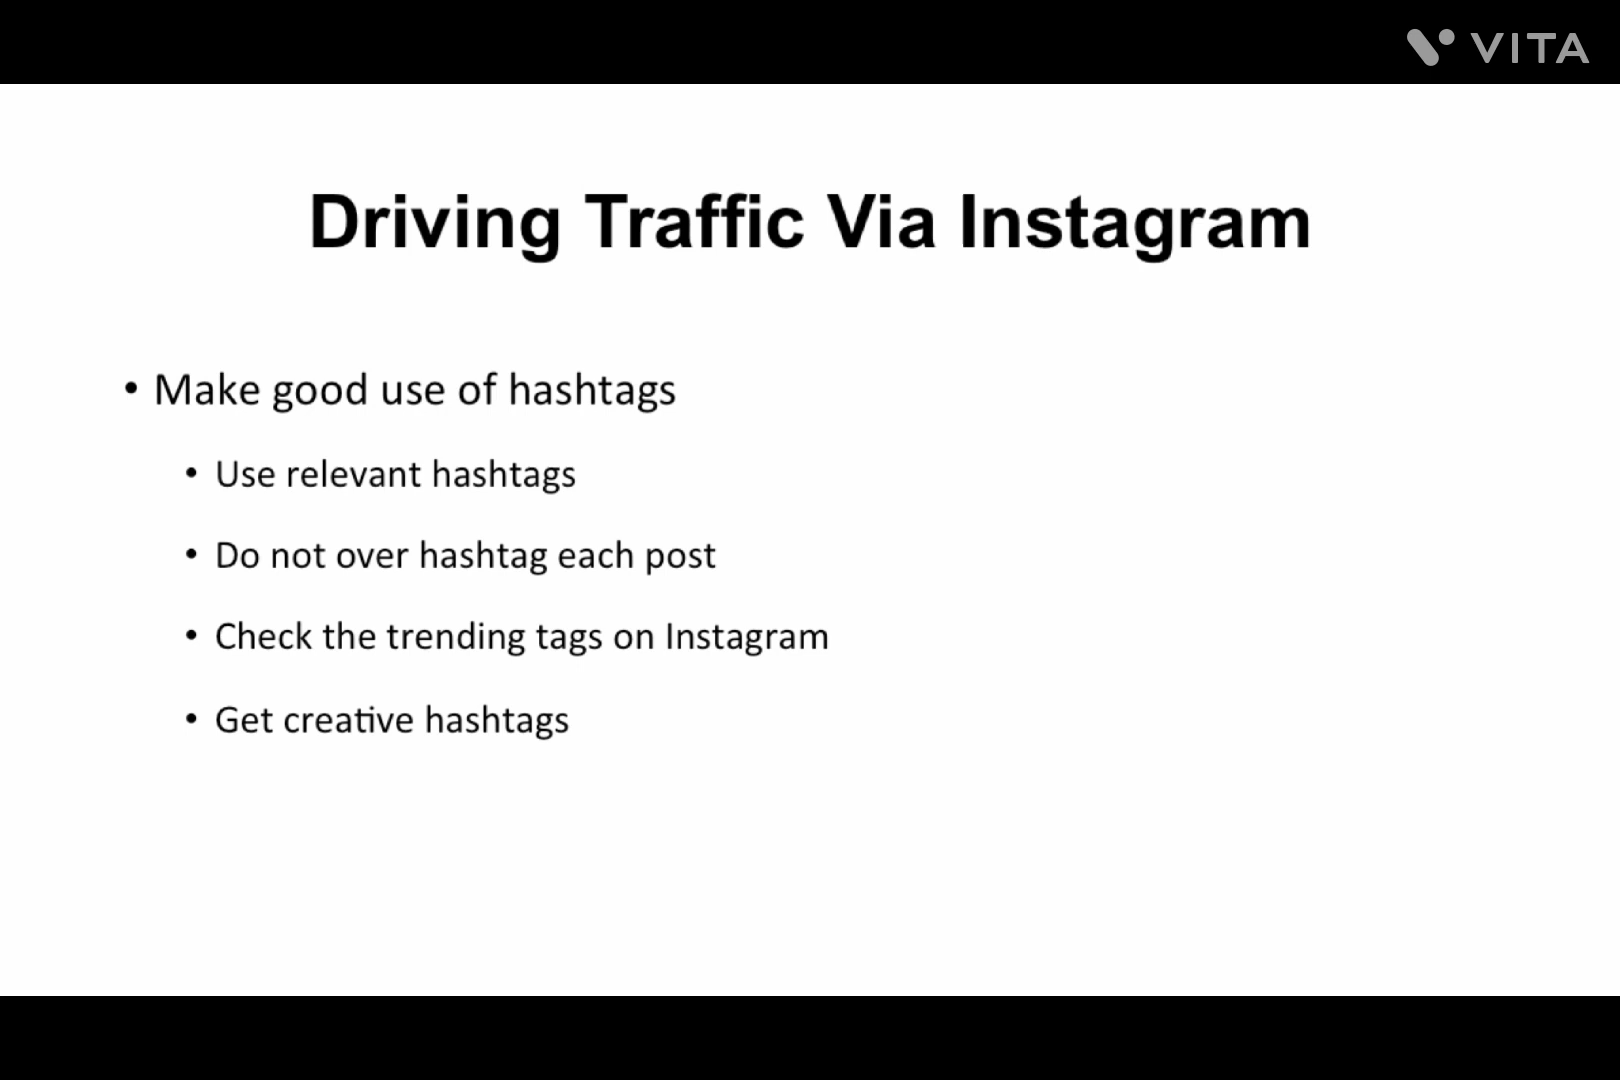 VITA
Driving Traffic Via Instagram
• Make good use of hashtags
• Use relevant hashtags
• Do not over hashtag each post
• Check the trending tags on Instagram
• Get creative hashtags